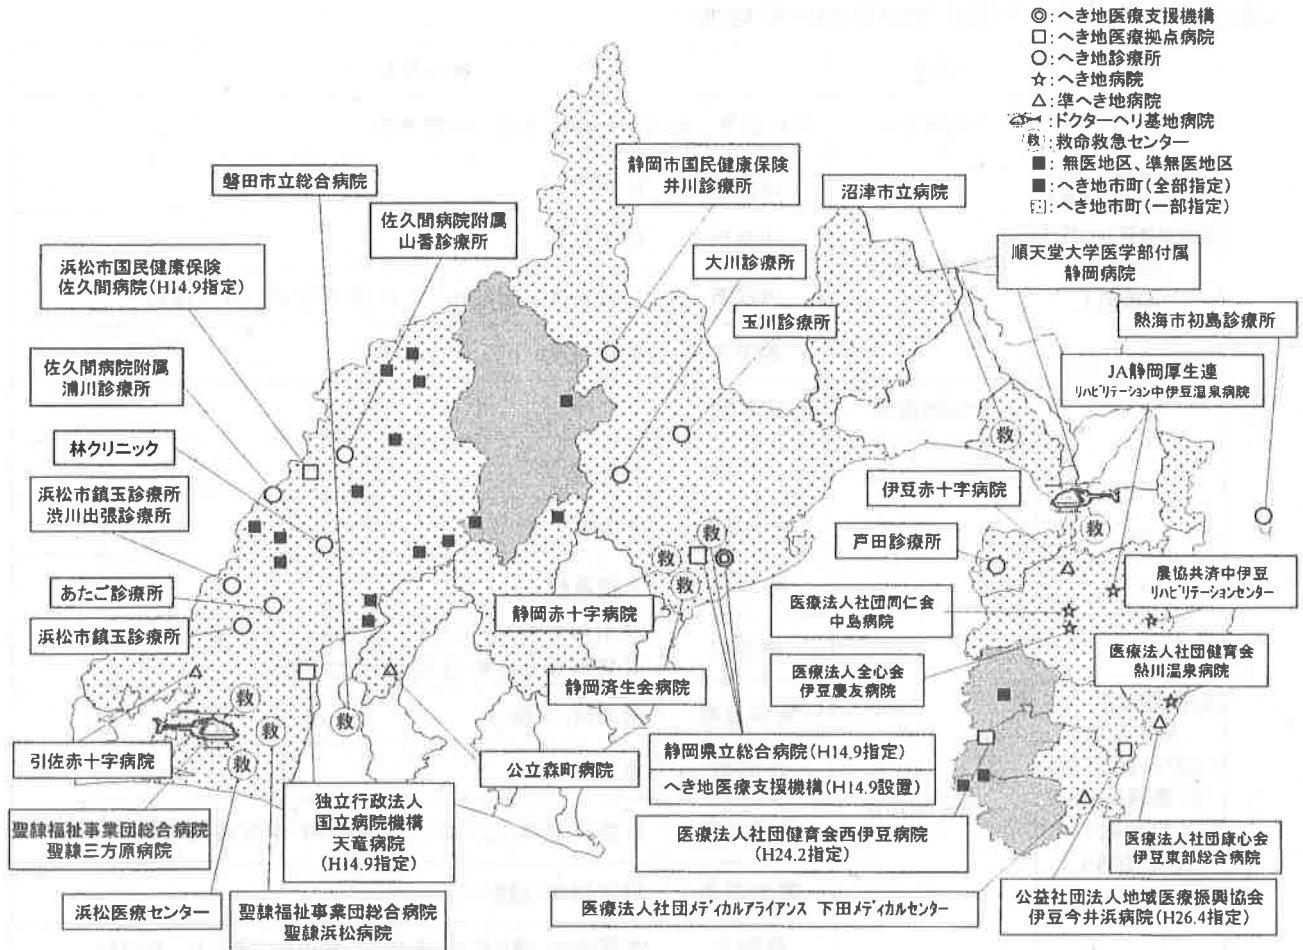 ◎:へき地医療支援機構
□:へき地医療拠点病院
○:へき地診療所
☆:へき地病院
△:準へき地病院
:ドクターヘリ基地病院
救:救命救急センター
■:無医地区、準無医地区
■:へき地市町(全部指定)
:へき地市町(一部指定)
磐田市立総合病院
静岡市国民健康保険
井川診療所
沼津市立病院
佐久間病院附属
山香診療所
順天堂大学医学部付属
静岡病院
浜松市国民健康保険
佐久間病院(H14.9指定)
大川診療所
玉川診療所
熱海市初島診療所
佐久間病院附属
浦川診療所
JA静岡厚生連
リハビリテーション中伊豆温泉病院
林クリニック
救
伊豆赤十字病院
浜松市鎮玉診療所
渋川出張診療所
救
戸田診療所
救
救
救
農協共済中伊豆
リハビリテーションセンター
あたご診療所
静岡赤十字病院
医療法人社団同仁会
中島病院
浜松市鎮玉診療所
医療法人社団健育会
熱川温泉病院
医療法人全心会
伊豆慶友病院
静岡済生会病院
救
救
救
救
静岡県立総合病院(H14.9指定)
へき地医療支援機構(H14.9設置)
引佐赤十字病院
公立森町病院
独立行政法人
国立病院機構
天竜病院
(H14.9指定)
聖隷福祉事業団総合病院
聖隷三方原病院
医療法人社団健育会西伊豆病院
(H24.2指定)
医療法人社団康心会
伊豆東部総合病院
浜松医療センター
聖隷福祉事業団総合病院
聖隷浜松病院
医療法人社団メディカルアライアンス 下田メディカルセンター
公益社団法人地域医療振興協会
伊豆今井浜病院(H26.4指定)